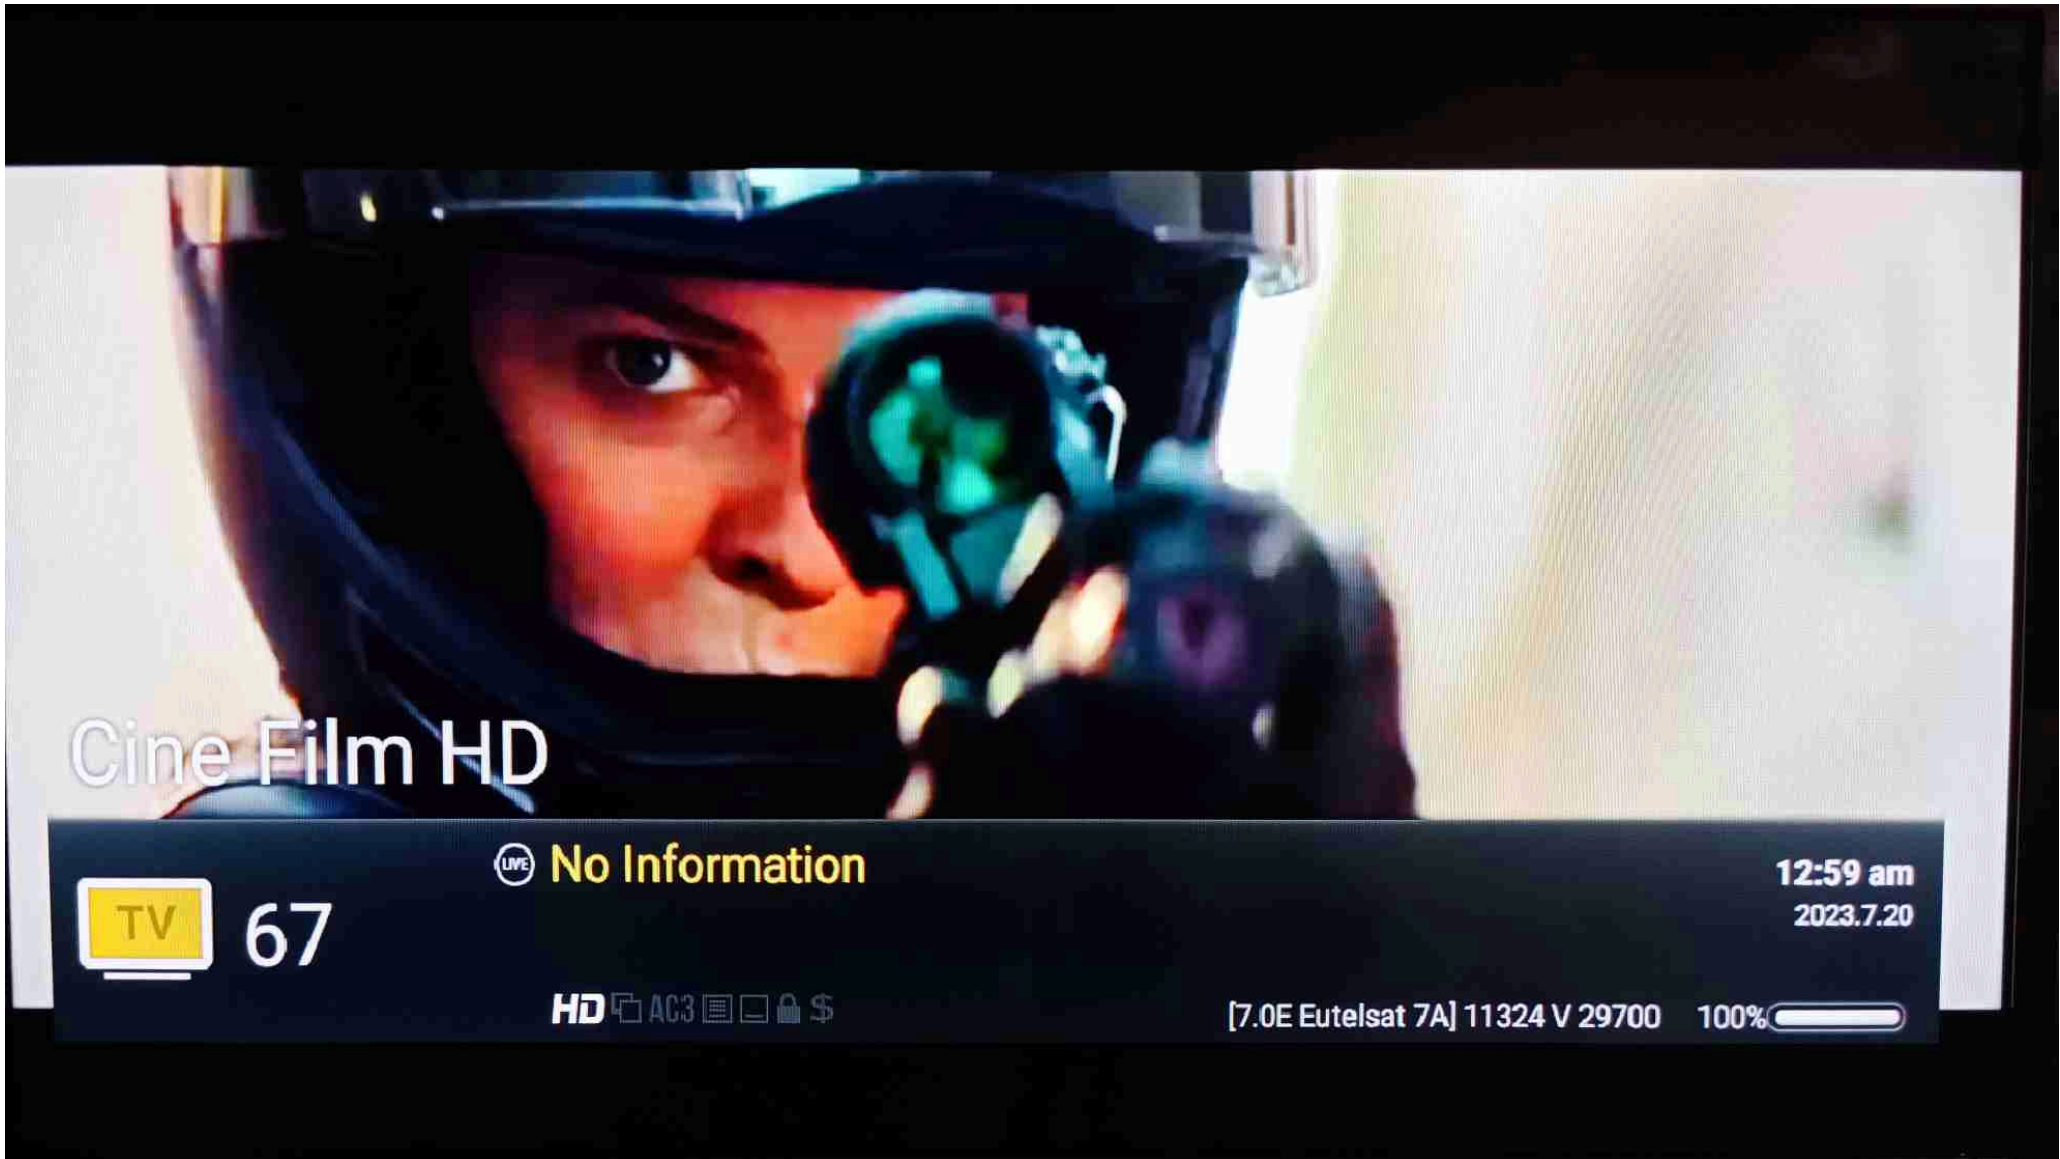 Cine Film HD
LIVE No Information
TV 67
12:59 am
2023.7.20
HD AC3 $
[7.0E Eutelsat 7A] 11324 V 29700 100%